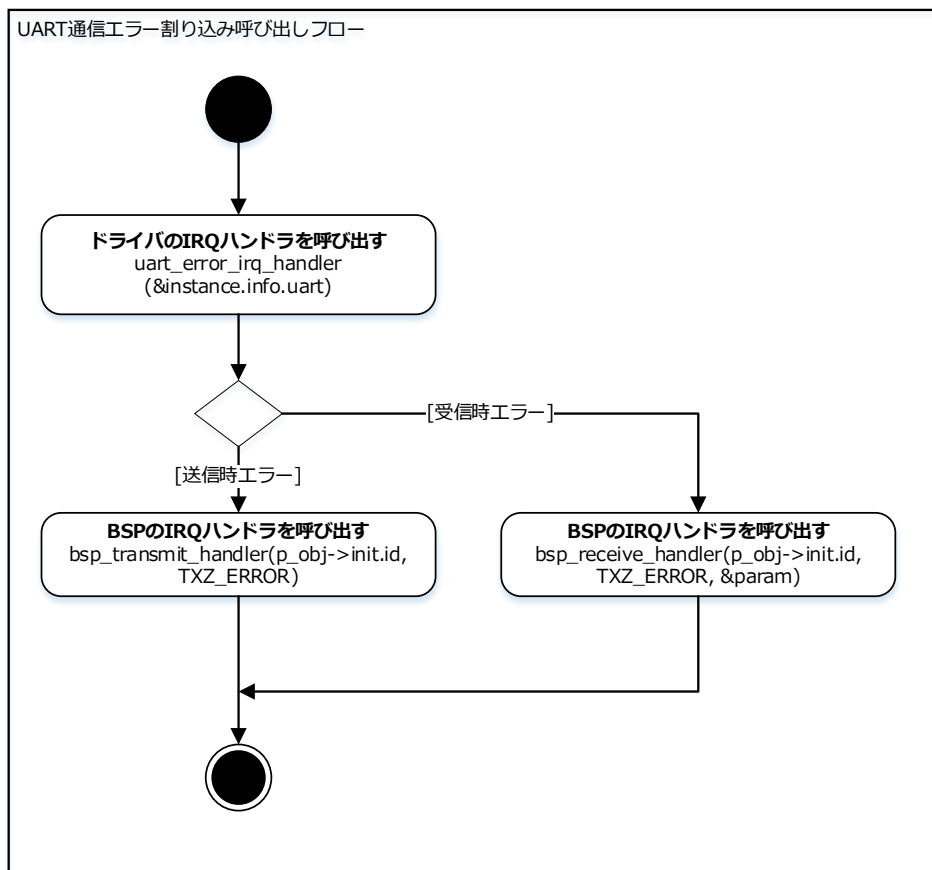 UART通信エラー割り込み呼び出しフロー
ドライバのIRQハンドラを呼び出す
uart_error_irq_handler
(&instance.info.uart)
[受信時エラー]
[送信時エラー]
BSPのIRQハンドラを呼び出す
bsp_transmit_handler(p_obj->init.id,
TXZ_ERROR)
BSPのIRQハンドラを呼び出す
bsp_receive_handler(p_obj->init.id,
TXZ_ERROR, &param)